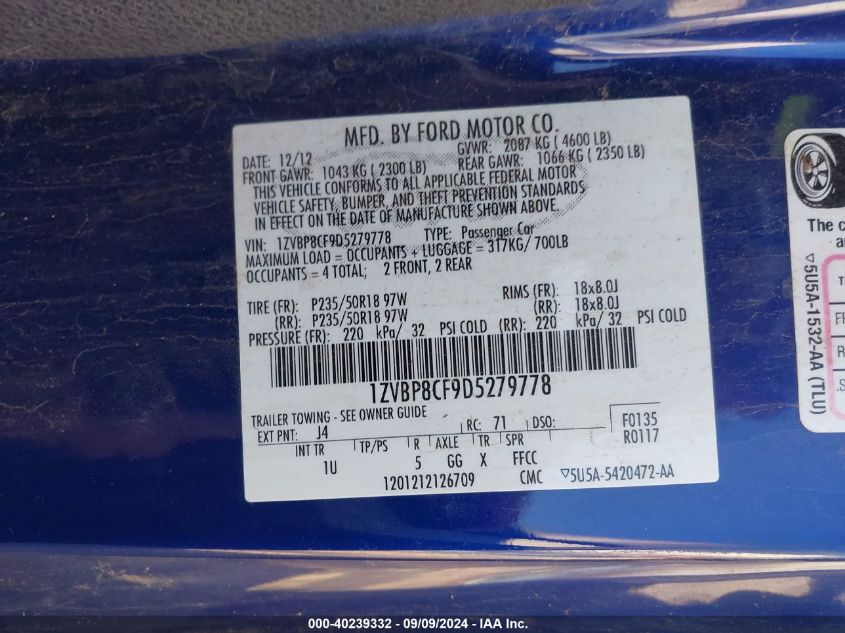 MFD. BY FORD MOTOR CO.
DATE: 12/12 GVWR: 2087 KG ( 4600 LB)
FRONT GAWR: 1043 KG ( 2300 LB) REAR GAWR: 1066 KG ( 2350 LB)
THIS VEHICLE CONFORMS TO ALL APPLICABLE FEDERAL MOTOR
VEHICLE SAFETY, BUMPER, AND THEFT PREVENTION STANDARDS
IN EFFECT ON THE DATE OF MANUFACTURE SHOWN ABOVE.
VIN: 1ZVBP8CF9D5279778 TYPE: Passenger Car
MAXIMUM LOAD = OCCUPANTS + LUGGAGE = 317KG/ 700LB
OCCUPANTS = 4 TOTAL; 2 FRONT, 2 REAR
TIRE (FR): P235/50R18 97W RIMS (FR): 18x8.0J
(RR): P235/50R18 97W (RR): 18x8.0J
PRESSURE (FR): 220 kPa/ 32 PSI COLD (RR): 220 kPa/ 32 PSI COLD
1ZVBP8CF9D5279778
TRAILER TOWING - SEE OWNER GUIDE
EXT PNT: J4 RC: 71 DSO: F0135
R0117
INT TR TP/PS R AXLE TR SPR
1U 5 GG X FFCC
1201212126709 CMC ▽5U5A-5420472-AA
The c
▽5U5A-1532-AA (TLU)
000-40239332 - 09/09/2024 - IAA Inc.